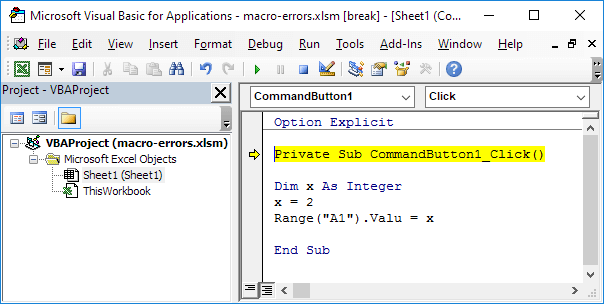 Microsoft Visual Basic for Applications - macro-errors.xlsm [break] - [Sheet1 (Co...
File Edit View Insert Format Debug Run Tools Add-Ins Window Help
Project - VBAProject
VBAProject (macro-errors.xlsm)
Microsoft Excel Objects
Sheet1 (Sheet1)
ThisWorkbook
CommandButton1 Click
Option Explicit
Private Sub CommandButton1_Click()
Dim x As Integer
x = 2
Range("A1").Valu = x
End Sub